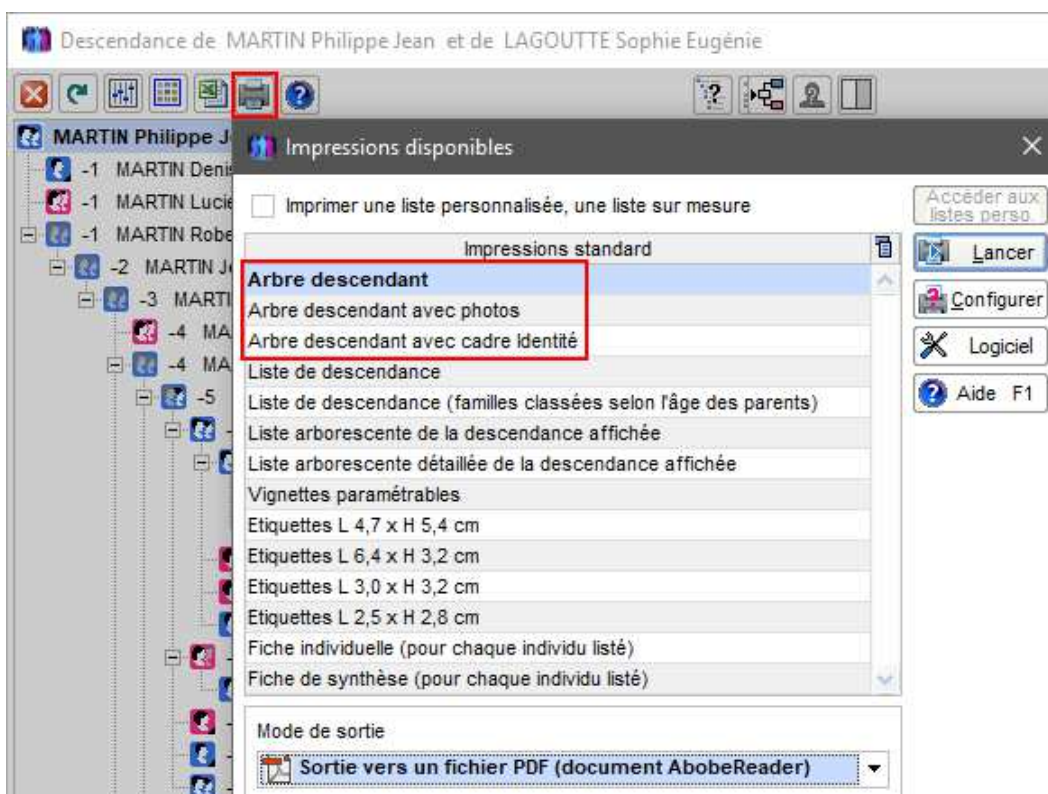 Descendance de MARTIN Philippe Jean et de LAGOUTTE Sophie Eugénie
MARTIN Philippe J
-1 MARTIN Denis
-1 MARTIN Lucie
-1 MARTIN Robe
-2 MARTIN J
-3 MARTI
-4 MA
-4 MA
-5
Impressions disponibles
Imprimer une liste personnalisée, une liste sur mesure
Accéder aux
listes perso.
Impressions standard
Lancer
Arbre descendant
Arbre descendant avec photos
Configurer
Arbre descendant avec cadre Identité
Logiciel
Liste de descendance
Aide F1
Liste de descendance (familles classées selon l'âge des parents)
Liste arborescente de la descendance affichée
Liste arborescente détaillée de la descendance affichée
Vignettes paramétrables
Etiquettes L 4,7 x H 5,4 cm
Etiquettes L 6,4 x H 3,2 cm
Etiquettes L 3,0 x H 3,2 cm
Etiquettes L 2,5 x H 2,8 cm
Fiche individuelle (pour chaque individu listé)
Fiche de synthèse (pour chaque individu listé)
Mode de sortie
Sortie vers un fichier PDF (document AbobeReader)